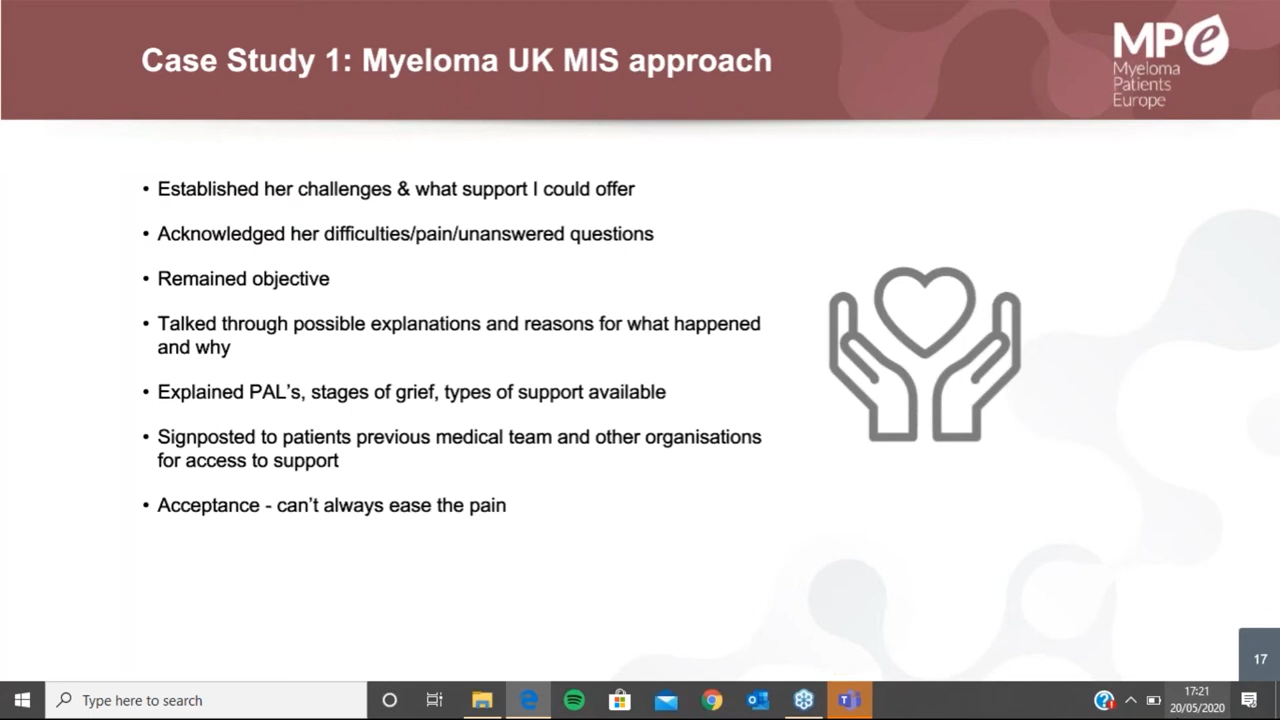 Case Study 1: Myeloma UK MIS approach
MPe
Myeloma
Patients
Europe
• Established her challenges & what support I could offer
• Acknowledged her difficulties/pain/unanswered questions
• Remained objective
• Talked through possible explanations and reasons for what happened
and why
• Explained PAL's, stages of grief, types of support available
• Signposted to patients previous medical team and other organisations
for access to support
• Acceptance - can't always ease the pain
17
Type here to search
17:21
20/05/2020